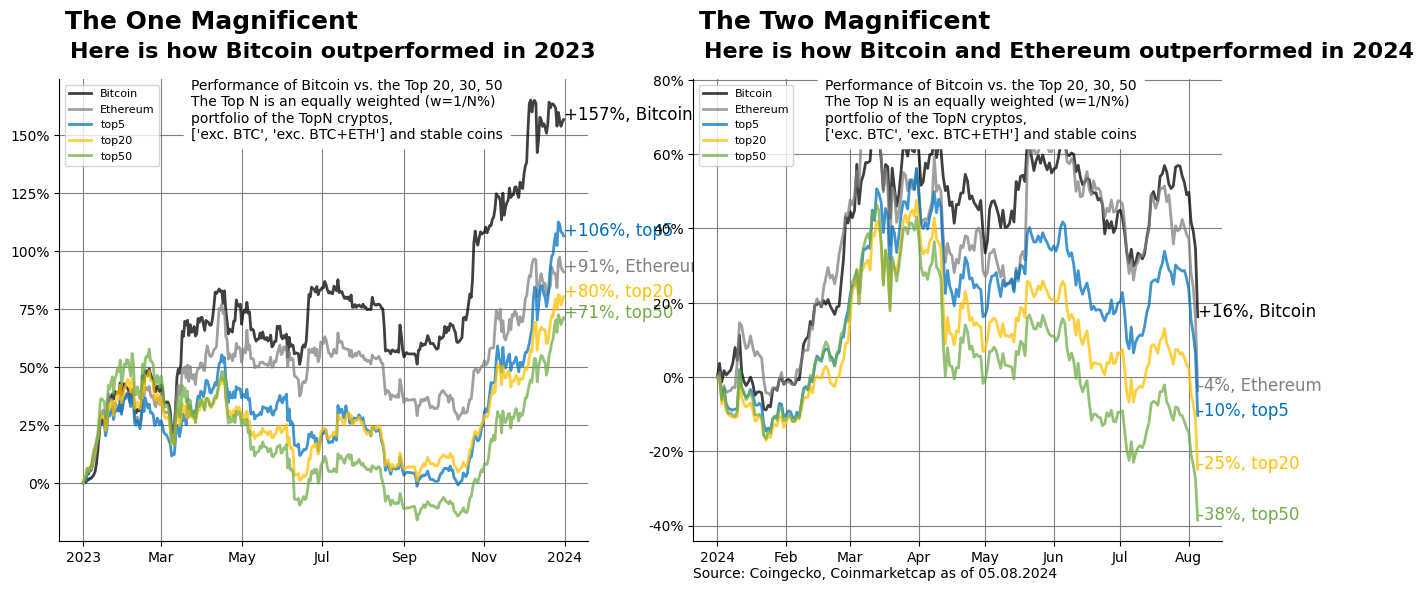 The One Magnificent
Here is how Bitcoin outperformed in 2023
Bitcoin
Ethereum
top5
top20
top50
Performance of Bitcoin vs. the Top 20, 30, 50
The Top N is an equally weighted (w=1/N%)
portfolio of the TopN cryptos,
['exc. BTC', 'exc. BTC+ETH'] and stable coins
150%
125%
100%
75%
50%
25%
0%
+157%, Bitcoin
+106%, top5
+91%, Ethereum
+80%, top20
+71%, top50
2023
Mar
May
Jul
Sep
Nov
2024
The Two Magnificent
Here is how Bitcoin and Ethereum outperformed in 2024
Bitcoin
Ethereum
top5
top20
top50
Performance of Bitcoin vs. the Top 20, 30, 50
The Top N is an equally weighted (w=1/N%)
portfolio of the TopN cryptos,
['exc. BTC', 'exc. BTC+ETH'] and stable coins
80%
60%
40%
20%
0%
-20%
-40%
+16%, Bitcoin
-4%, Ethereum
-10%, top5
-25%, top20
-38%, top50
2024
Feb
Mar
Apr
May
Jun
Jul
Aug
Source: Coingecko, Coinmarketcap as of 05.08.2024